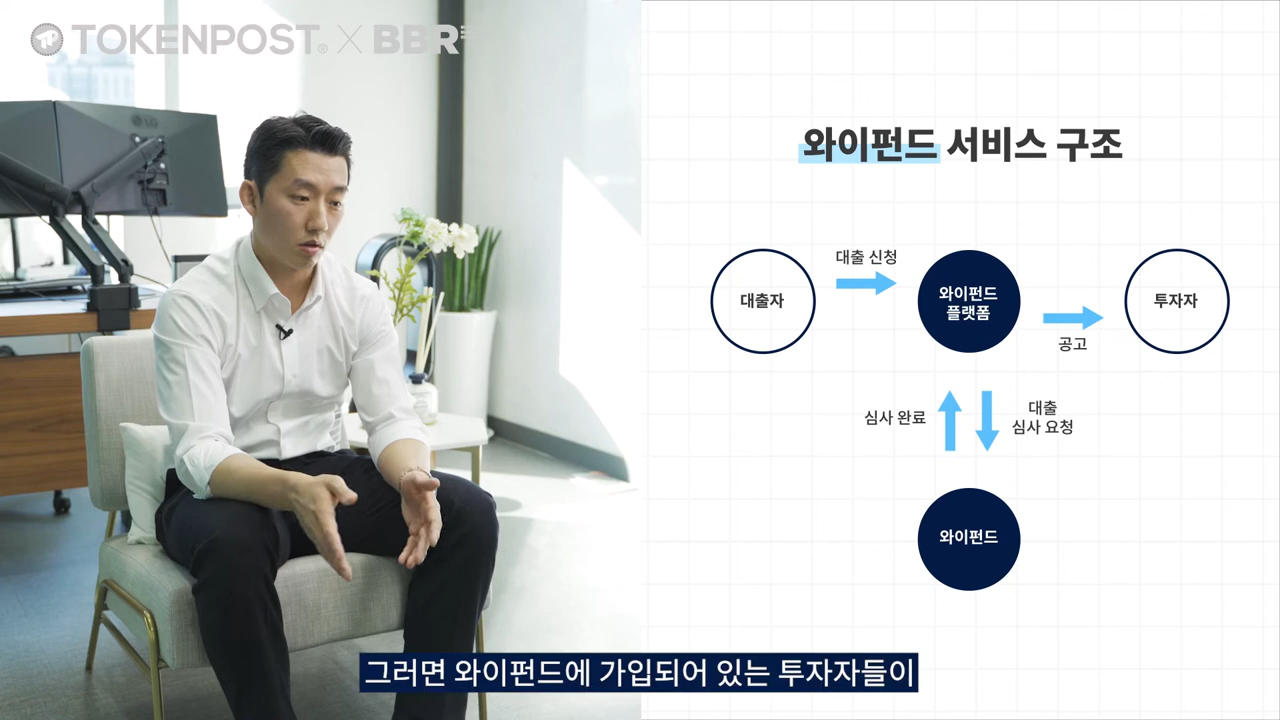 TOKENPOST® X BBR
LG
와이펀드 서비스 구조
대출 신청
대출자
와이펀드
플랫폼
투자자
공고
심사 완료
대출
심사 요청
와이펀드
그러면 와이펀드에 가입되어 있는 투자자들이